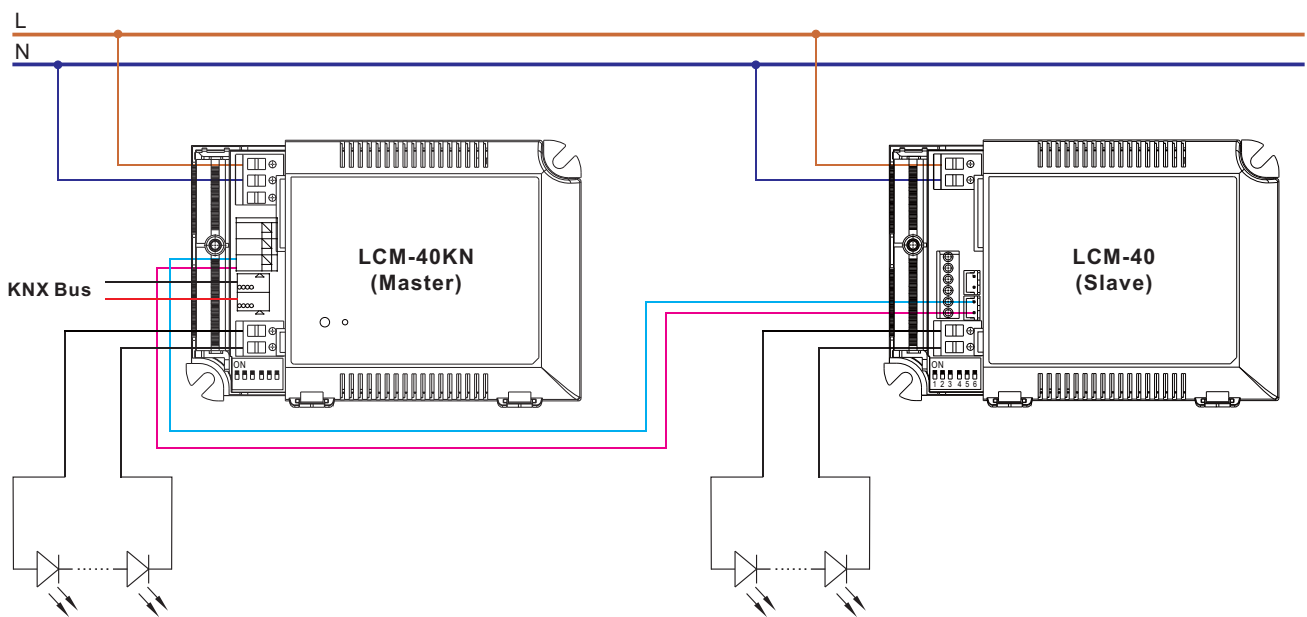 L
N
LCM-40KN
(Master)
LCM-40
(Slave)
KNX Bus
ON
ON
1 2 3 4 5 6